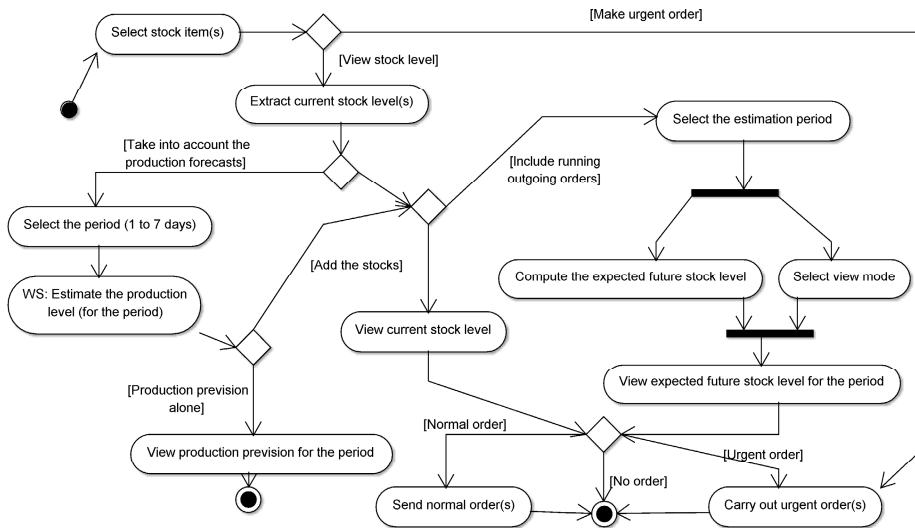 [Make urgent order]
Select stock item(s)
[View stock level]
Extract current stock level(s)
Select the estimation period
[Take into account the
production forecasts]
[Include running
outgoing orders]
Select the period (1 to 7 days)
[Add the stocks]
Compute the expected future stock level
Select view mode
WS: Estimate the production
level (for the period)
View current stock level
[Production prevision
alone]
View expected future stock level for the period
[Normal order]
[Urgent order]
View production prevision for the period
[No order]
Send normal order(s)
Carry out urgent order(s)